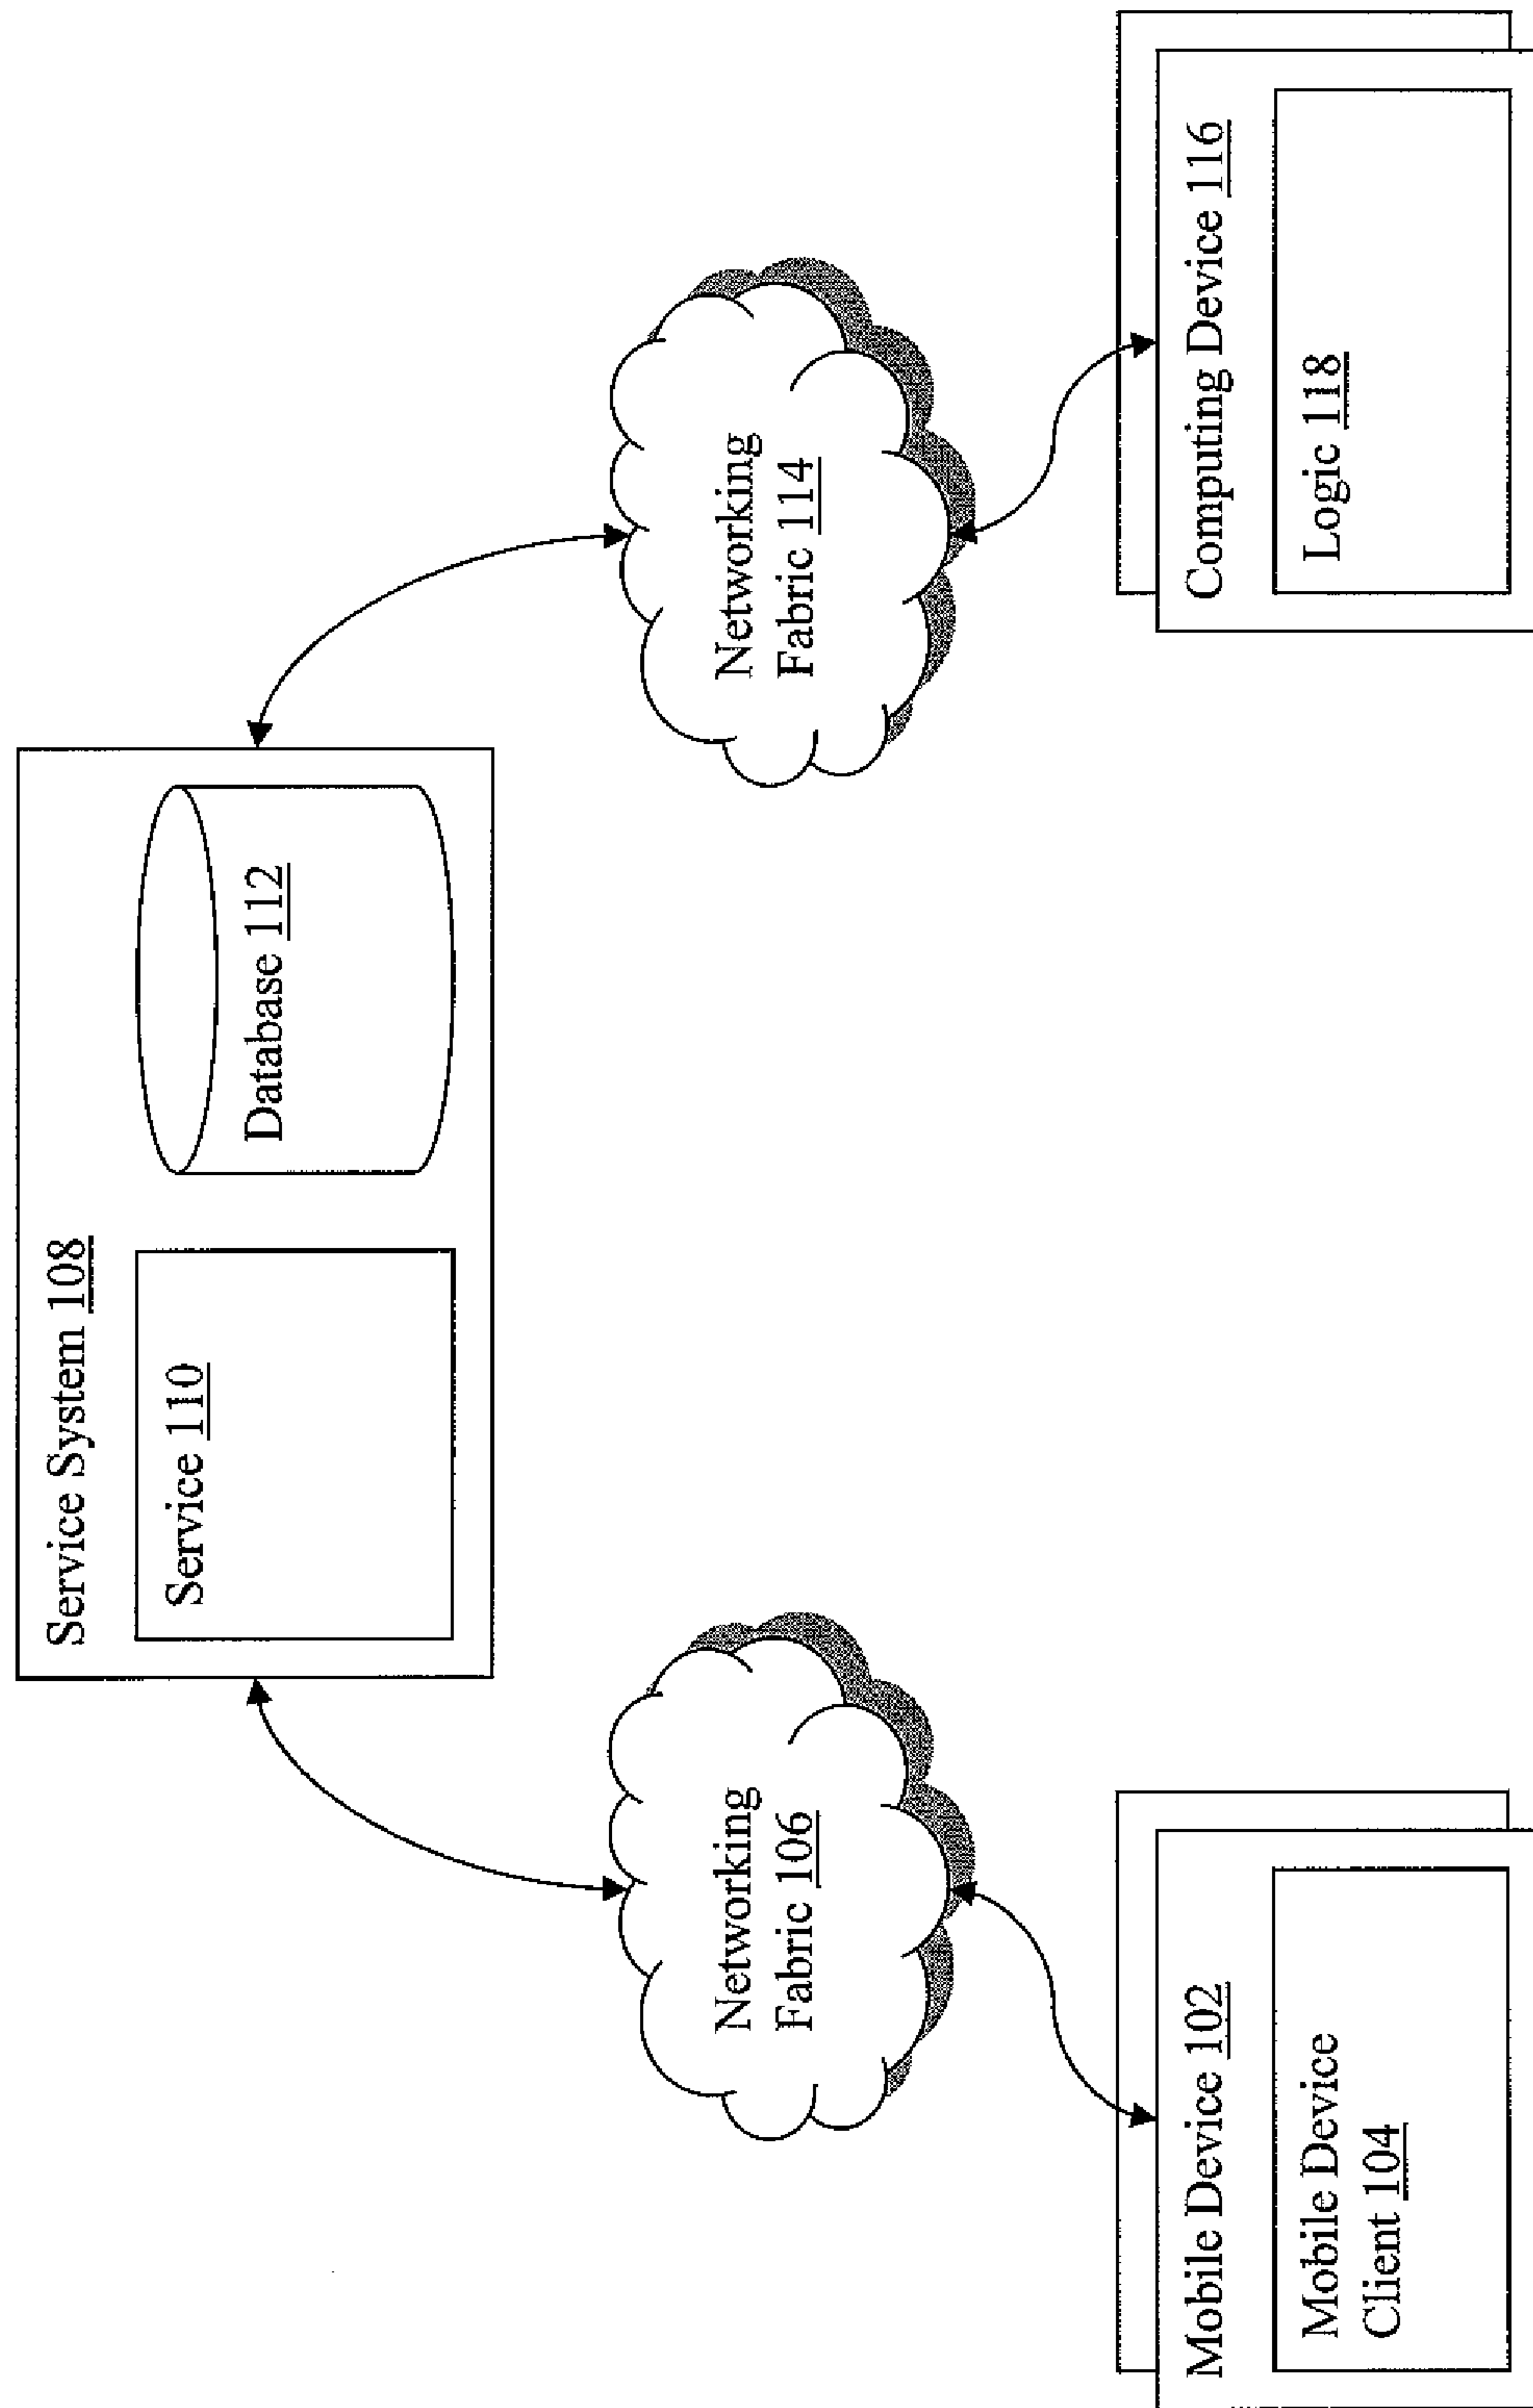 Service System 108
Service 110
Database 112
Networking
Fabric 106
Networking
Fabric 114
Mobile Device 102
Mobile Device
Client 104
Computing Device 116
Logic 118